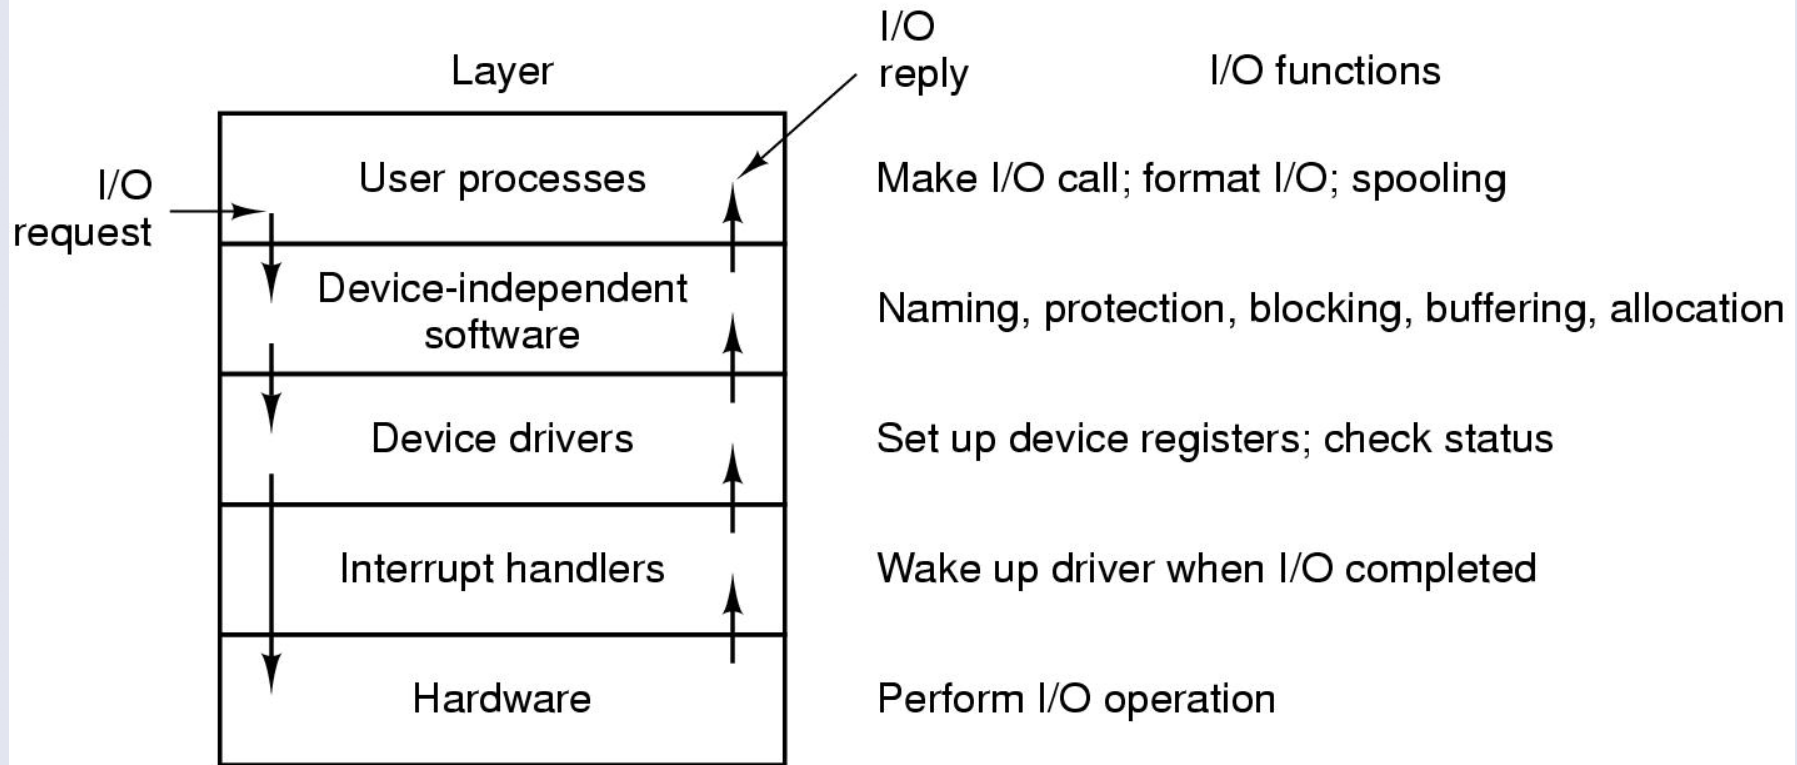 Layer
I/O
reply
I/O functions
I/O
request
User processes
Make I/O call; format I/O; spooling
Device-independent
software
Naming, protection, blocking, buffering, allocation
Device drivers
Set up device registers; check status
Interrupt handlers
Wake up driver when I/O completed
Hardware
Perform I/O operation